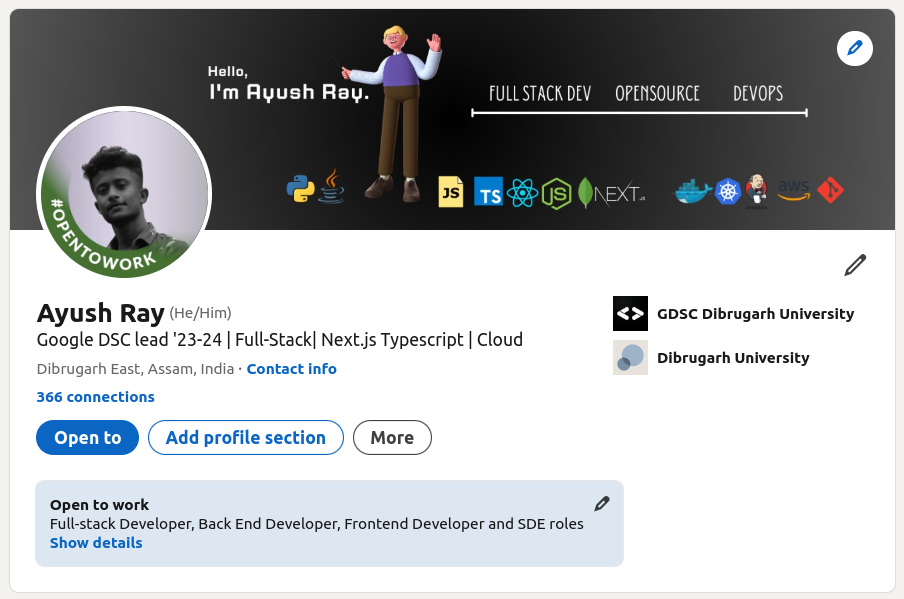 Hello,
I'm Ayush Ray.
FULL STACK DEV OPENSOURCE DEVOPS
JS TS NEXT.JS aws
#OPENTOWORK
Ayush Ray (He/Him)
Google DSC lead '23-24 | Full-Stack| Next.js Typescript | Cloud
Dibrugarh East, Assam, India · Contact info
366 connections
Open to Add profile section More
GDSC Dibrugarh University
Dibrugarh University
Open to work
Full-stack Developer, Back End Developer, Frontend Developer and SDE roles
Show details